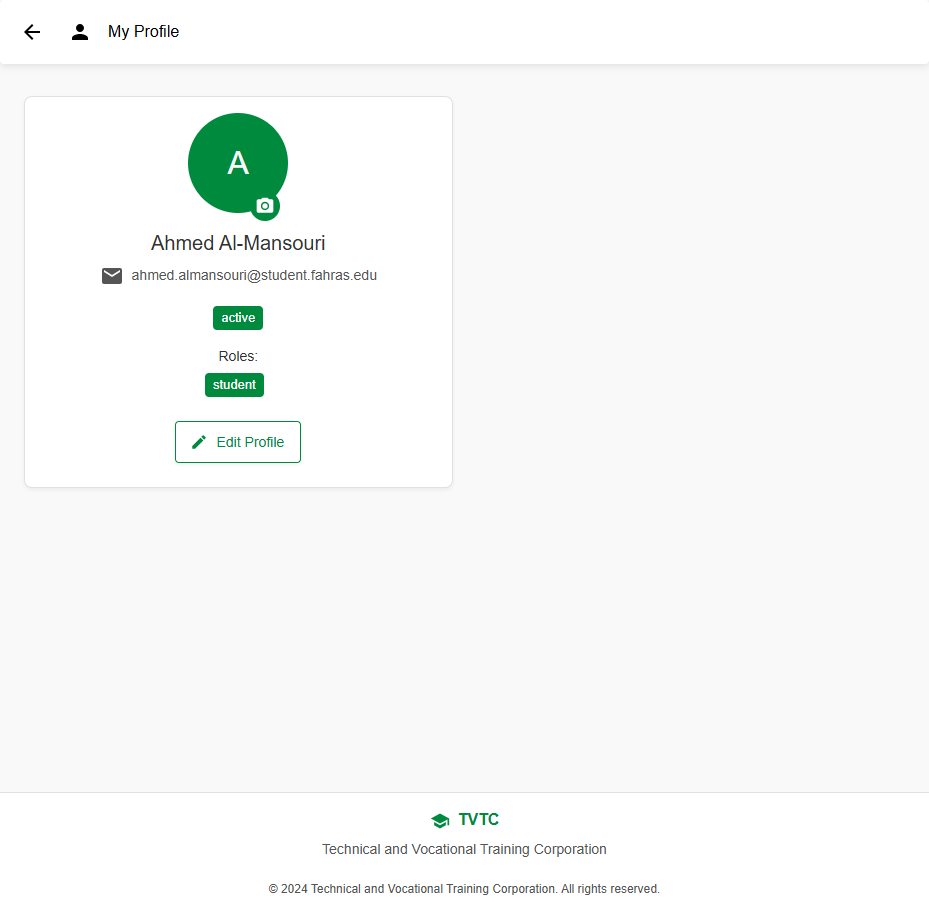 My Profile
A
Ahmed Al-Mansouri
ahmed.almansouri@student.fahras.edu
active
Roles:
student
Edit Profile
TVTC
Technical and Vocational Training Corporation
© 2024 Technical and Vocational Training Corporation. All rights reserved.